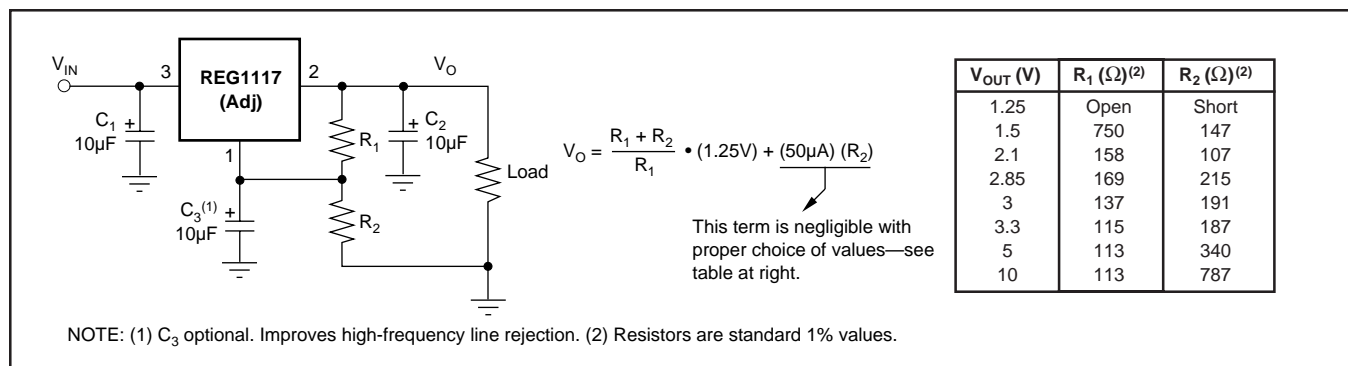 V_IN
3
REG1117
(Adj)
2
V_O
C_1
+
10µF
1
R_1
+
C_2
10µF
Load
C_3^(1)
+
10µF
R_2
V_O = (R_1 + R_2) / R_1 • (1.25V) + (50µA) (R_2)
This term is negligible with
proper choice of values—see
table at right.
V_OUT (V) R_1 (Ω)^(2) R_2 (Ω)^(2)
1.25 Open Short
1.5 750 147
2.1 158 107
2.85 169 215
3 137 191
3.3 115 187
5 113 340
10 113 787
NOTE: (1) C_3 optional. Improves high-frequency line rejection. (2) Resistors are standard 1% values.